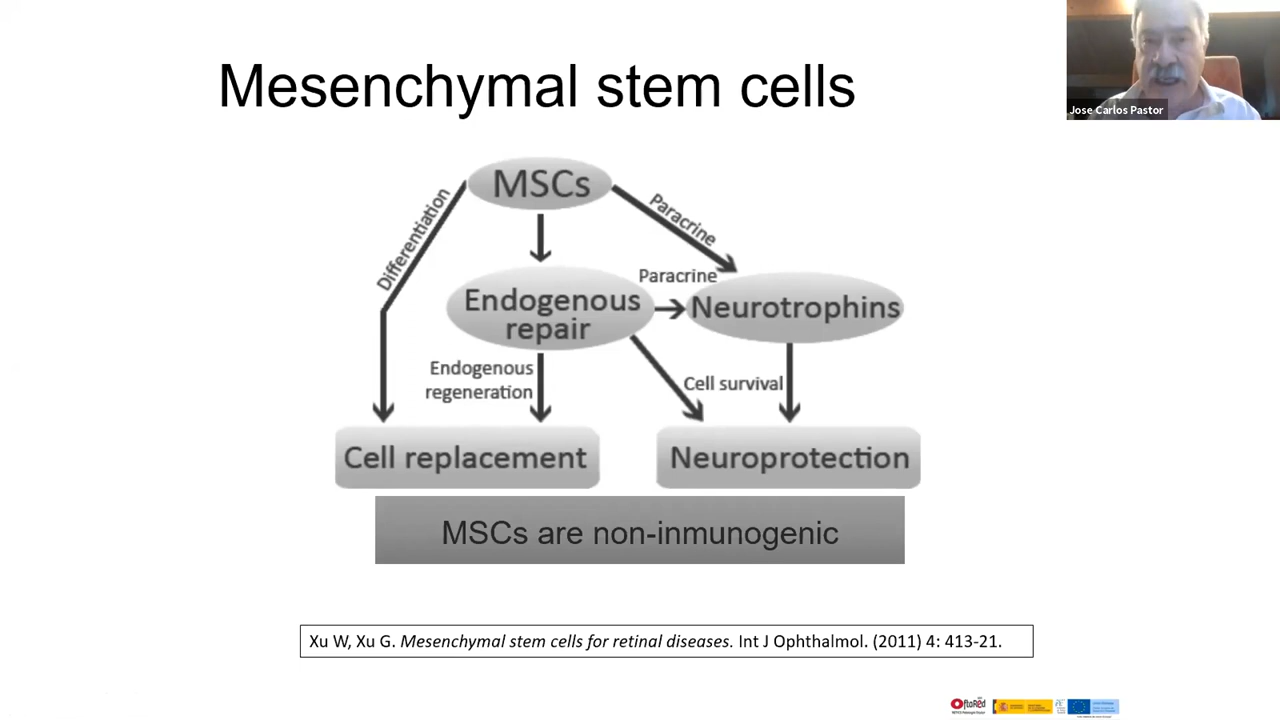 Mesenchymal stem cells
Jose Carlos Pastor
MSCs
Differentiation
Paracrine
Paracrine
Endogenous
repair
Neurotrophins
Endogenous
regeneration
Cell survival
Cell replacement
Neuroprotection
MSCs are non-inmunogenic
Xu W, Xu G. Mesenchymal stem cells for retinal diseases. Int J Ophthalmol. (2011) 4: 413-21.
OftaRed